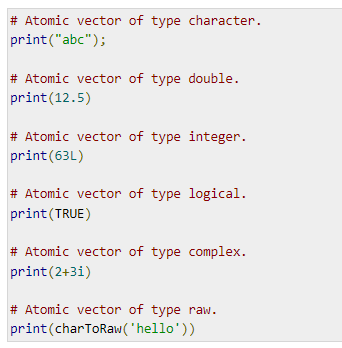 # Atomic vector of type character.
print("abc");
# Atomic vector of type double.
print(12.5)
# Atomic vector of type integer.
print(63L)
# Atomic vector of type logical.
print(TRUE)
# Atomic vector of type complex.
print(2+3i)
# Atomic vector of type raw.
print(charToRaw('hello'))